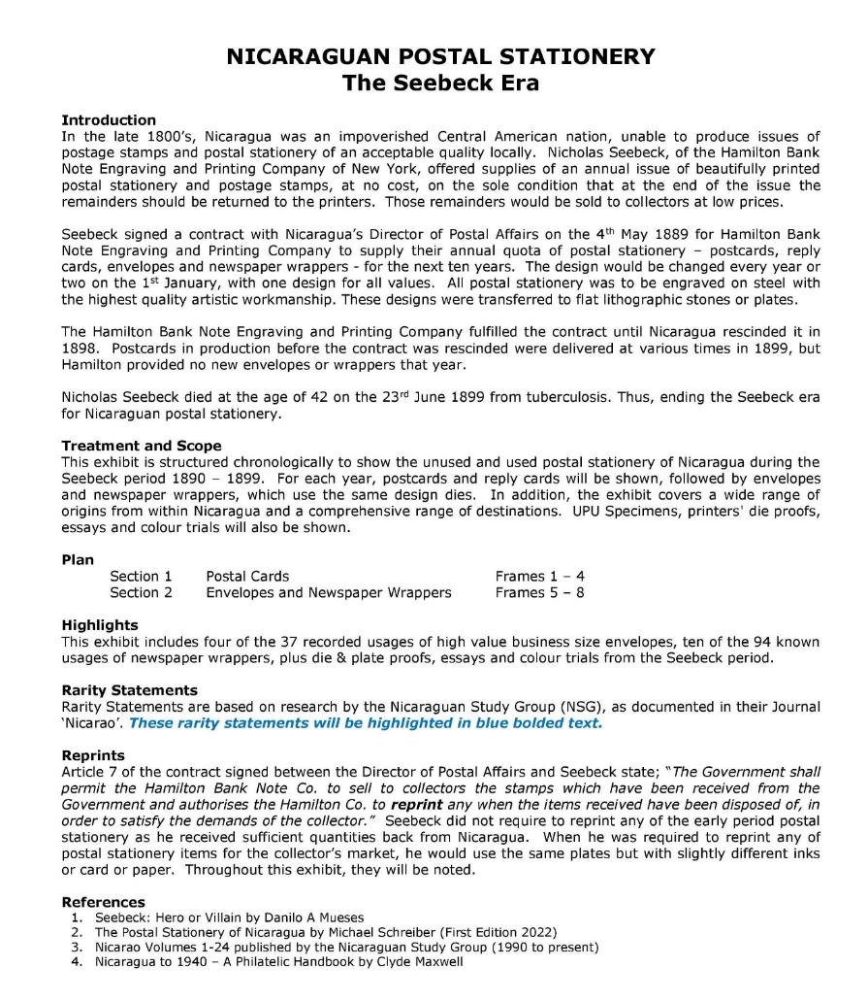 NICARAGUAN POSTAL STATIONERY
The Seebeck Era
Introduction
In the late 1800’s, Nicaragua was an impoverished Central American nation, unable to produce issues of
postage stamps and postal stationery of an acceptable quality locally. Nicholas Seebeck, of the Hamilton Bank
Note Engraving and Printing Company of New York, offered supplies of an annual issue of beautifully printed
postal stationery and postage stamps, at no cost, on the sole condition that at the end of the issue the
remainders should be returned to the printers. Those remainders would be sold to collectors at low prices.
Seebeck signed a contract with Nicaragua’s Director of Postal Affairs on the 4th May 1889 for Hamilton Bank
Note Engraving and Printing Company to supply their annual quota of postal stationery – postcards, reply
cards, envelopes and newspaper wrappers - for the next ten years. The design would be changed every year or
two on the 1st January, with one design for all values. All postal stationery was to be engraved on steel with
the highest quality artistic workmanship. These designs were transferred to flat lithographic stones or plates.
The Hamilton Bank Note Engraving and Printing Company fulfilled the contract until Nicaragua rescinded it in
1898. Postcards in production before the contract was rescinded were delivered at various times in 1899, but
Hamilton provided no new envelopes or wrappers that year.
Nicholas Seebeck died at the age of 42 on the 23rd June 1899 from tuberculosis. Thus, ending the Seebeck era
for Nicaraguan postal stationery.
Treatment and Scope
This exhibit is structured chronologically to show the unused and used postal stationery of Nicaragua during the
Seebeck period 1890 – 1899. For each year, postcards and reply cards will be shown, followed by envelopes
and newspaper wrappers, which use the same design dies. In addition, the exhibit covers a wide range of
origins from within Nicaragua and a comprehensive range of destinations. UPU Specimens, printers' die proofs,
essays and colour trials will also be shown.
Plan
Section 1 Postal Cards Frames 1 – 4
Section 2 Envelopes and Newspaper Wrappers Frames 5 – 8
Highlights
This exhibit includes four of the 37 recorded usages of high value business size envelopes, ten of the 94 known
usages of newspaper wrappers, plus die & plate proofs, essays and colour trials from the Seebeck period.
Rarity Statements
Rarity Statements are based on research by the Nicaraguan Study Group (NSG), as documented in their Journal
‘Nicarao’. These rarity statements will be highlighted in blue bolded text.
Reprints
Article 7 of the contract signed between the Director of Postal Affairs and Seebeck state; “The Government shall
permit the Hamilton Bank Note Co. to sell to collectors the stamps which have been received from the
Government and authorises the Hamilton Co. to reprint any when the items received have been disposed of, in
order to satisfy the demands of the collector.” Seebeck did not require to reprint any of the early period postal
stationery as he received sufficient quantities back from Nicaragua. When he was required to reprint any of
postal stationery items for the collector’s market, he would use the same plates but with slightly different inks
or card or paper. Throughout this exhibit, they will be noted.
References
1. Seebeck: Hero or Villain by Danilo A Mueses
2. The Postal Stationery of Nicaragua by Michael Schreiber (First Edition 2022)
3. Nicarao Volumes 1-24 published by the Nicaraguan Study Group (1990 to present)
4. Nicaragua to 1940 – A Philatelic Handbook by Clyde Maxwell